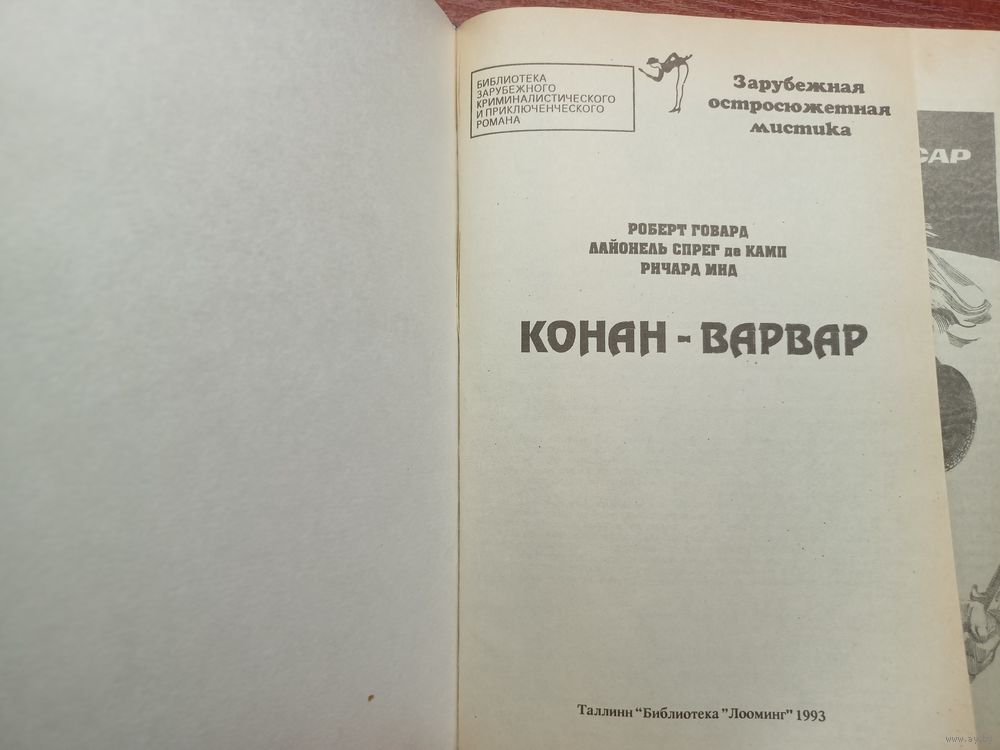 БИБЛИОТЕКА
ЗАРУБЕЖНОГО
КРИМИНАЛИСТИЧЕСКОГО
И ПРИКЛЮЧЕНЧЕСКОГО
РОМАНА
Зарубежная
остросюжетная
мистика
САР
РОБЕРТ ГОВАРД
ЛАЙОНЕЛЬ СПРЕГ де КАМП
РИЧАРД МИД
КОНАН - ВАРВАР
Таллинн "Библиотека "Лооминг" 1993